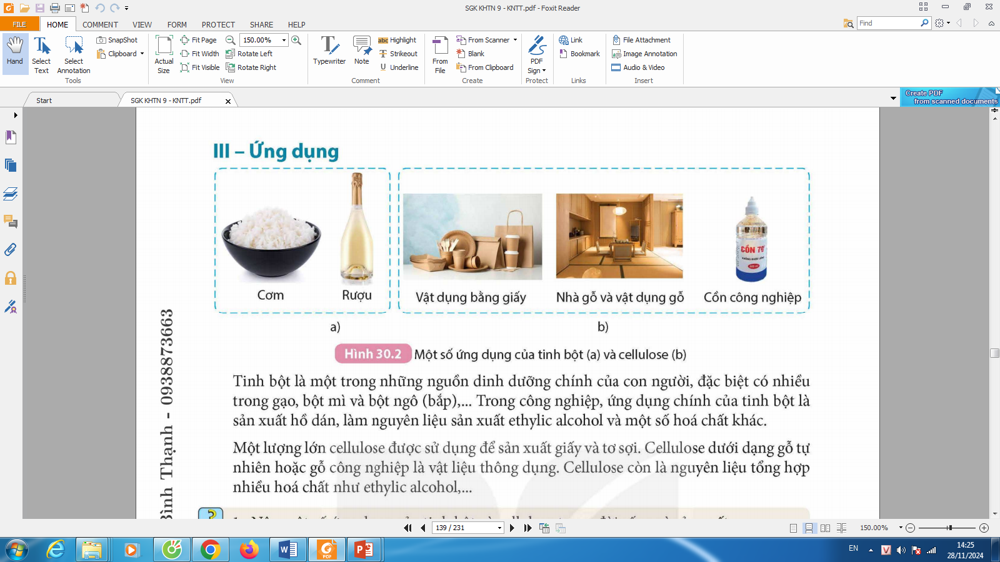 SGK KHTN 9 - KNTT.pdf - Foxit Reader
FILE HOME COMMENT VIEW FORM PROTECT SHARE HELP
Find
Hand
Select Text
Select Annotation
SnapShot
Clipboard
Tools
Actual Size
Fit Page
Fit Width
Fit Visible
150.00%
Rotate Left
Rotate Right
View
Typewriter
Note
Highlight
Strikeout
Underline
Comment
From File
From Scanner
Blank
From Clipboard
Create
PDF Sign
Protect
Link
Bookmark
Links
File Attachment
Image Annotation
Audio & Video
Insert
Start
SGK KHTN 9 - KNTT.pdf
Create PDF
from scanned documents
III – Ứng dụng
CỒN 70°
Cơm
Rượu
Vật dụng bằng giấy
Nhà gỗ và vật dụng gỗ
Cồn công nghiệp
a)
b)
Hình 30.2 Một số ứng dụng của tinh bột (a) và cellulose (b)
Tinh bột là một trong những nguồn dinh dưỡng chính của con người, đặc biệt có nhiều
trong gạo, bột mì và bột ngô (bắp),... Trong công nghiệp, ứng dụng chính của tinh bột là
sản xuất hồ dán, làm nguyên liệu sản xuất ethylic alcohol và một số hoá chất khác.
Một lượng lớn cellulose được sử dụng để sản xuất giấy và tơ sợi. Cellulose dưới dạng gỗ tự
nhiên hoặc gỗ công nghiệp là vật liệu thông dụng. Cellulose còn là nguyên liệu tổng hợp
nhiều hoá chất như ethylic alcohol,...
Bình Thạnh - 0938873663
139 / 231
150.00%
EN
14:25
28/11/2024